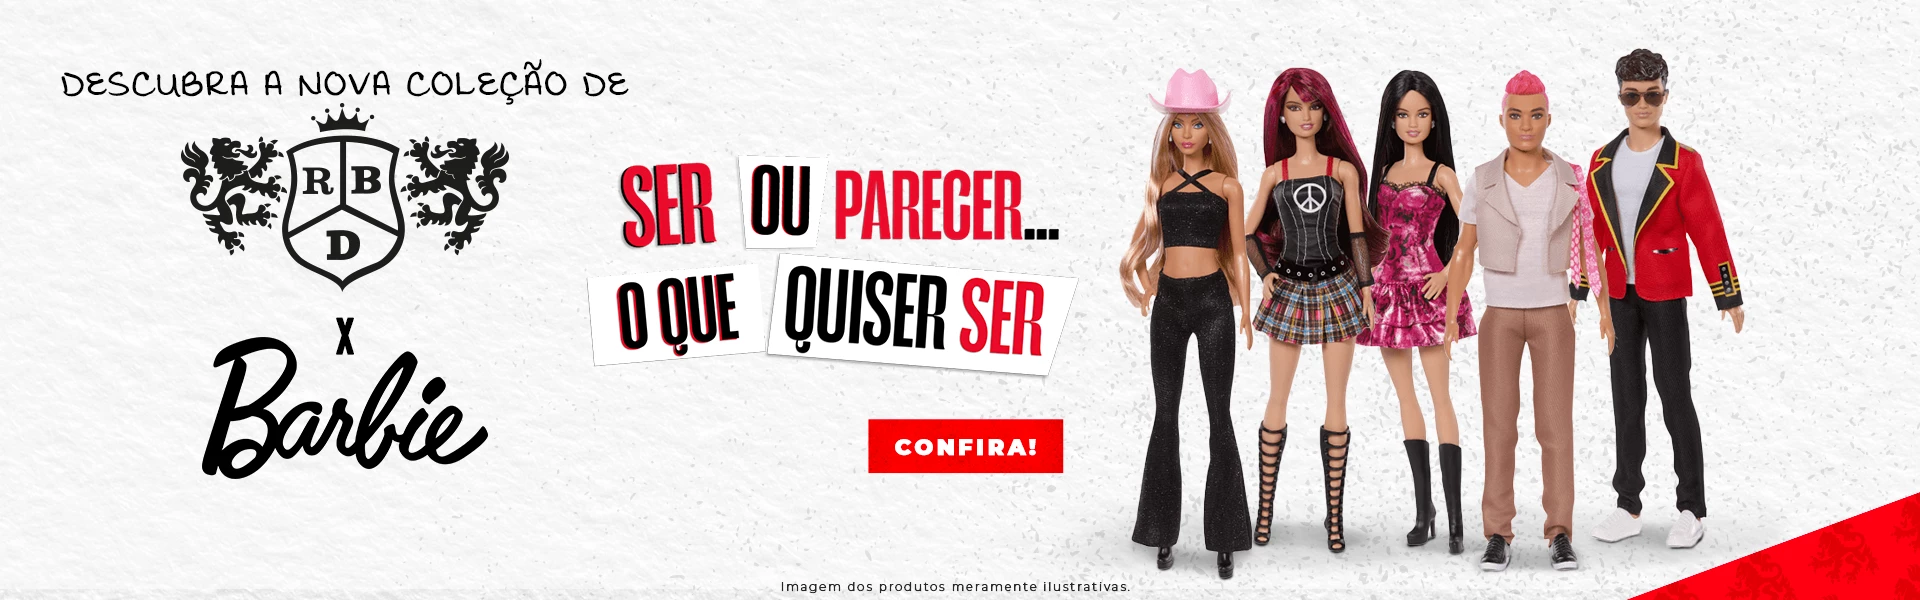 DESCUBRA A NOVA COLEÇÃO DE
R B
D
X
Barbie
SER OU PARECER...
O QUE QUISER SER
CONFIRA!
Imagem dos produtos meramente ilustrativas.